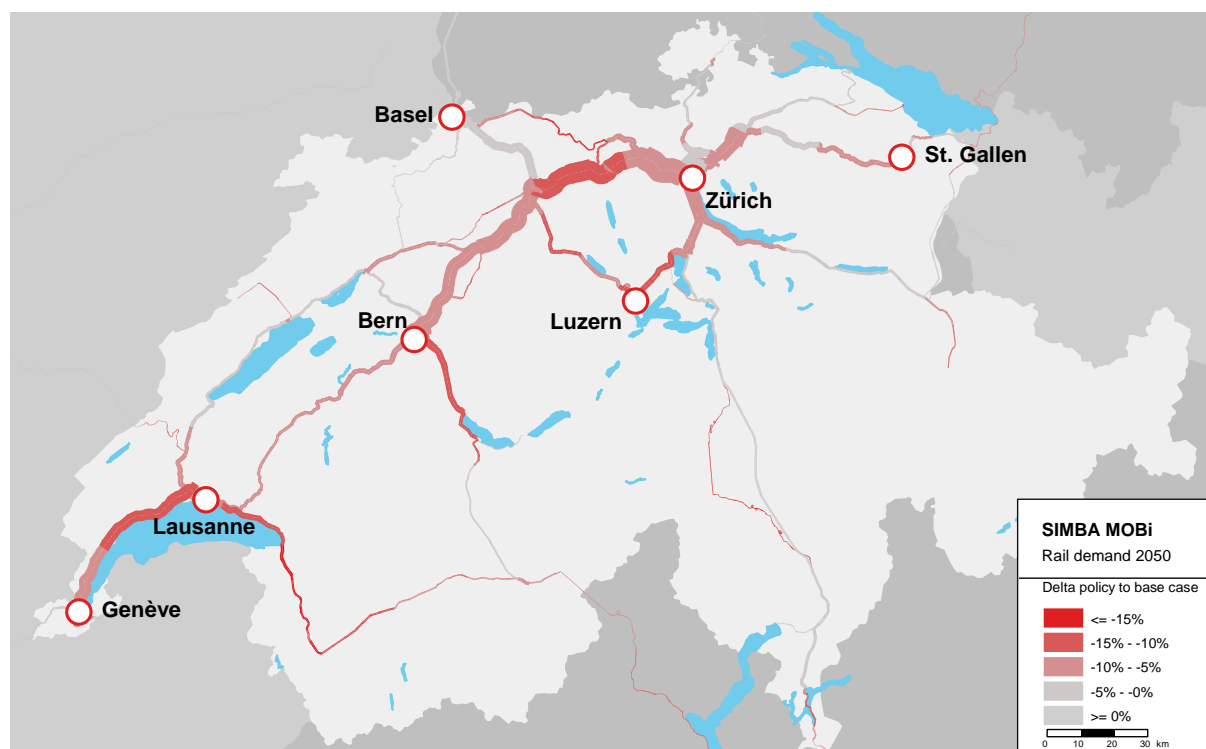 Basel
St. Gallen
Zürich
Bern
Luzern
Lausanne
Genève
SIMBA MOBi
Rail demand 2050
Delta policy to base case
<= -15%
-15% - -10%
-10% - -5%
-5% - -0%
>= 0%
0 10 20 30 km